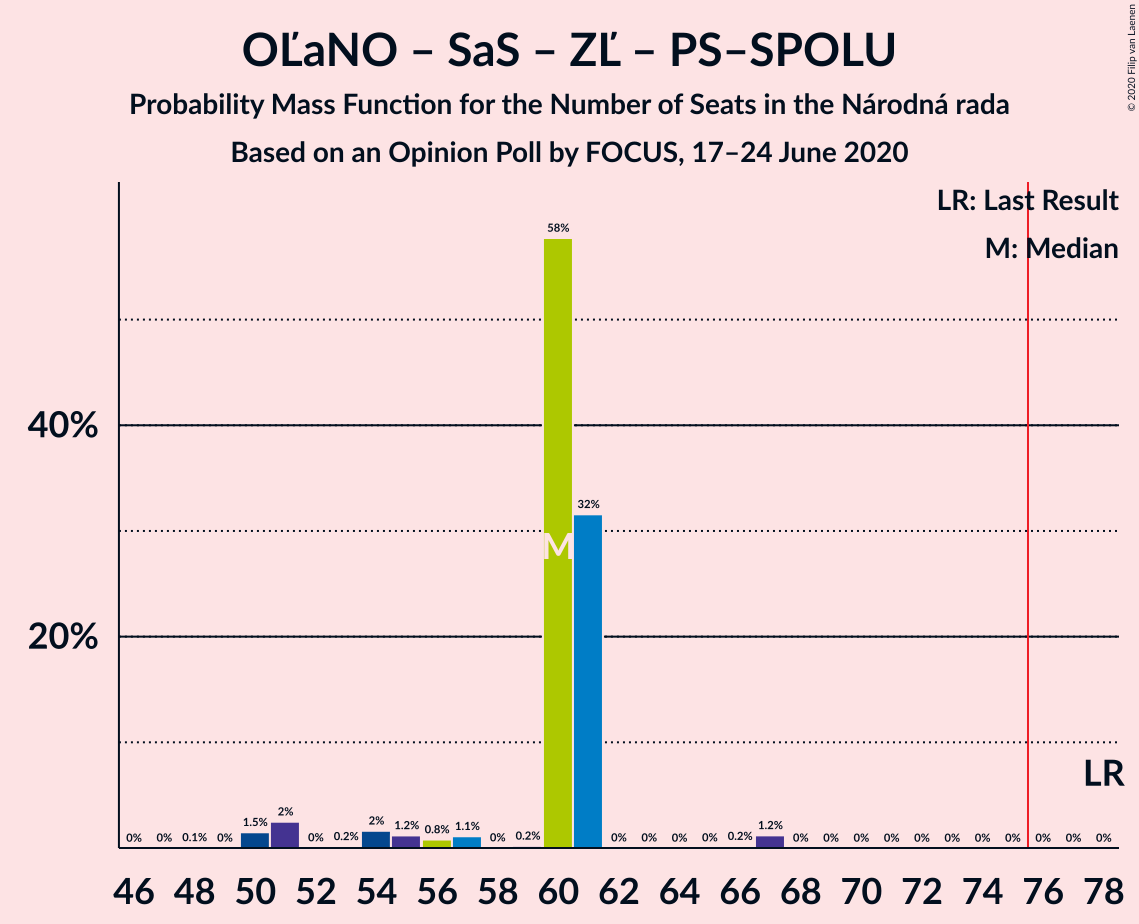 OĽaNO – SaS – ZĽ – PS–SPOLU
Probability Mass Function for the Number of Seats in the Národná rada
Based on an Opinion Poll by FOCUS, 17–24 June 2020
© 2020 Filip van Laenen
LR: Last Result
M: Median
58%
40%
32%
M
20%
LR
0% 0% 0.1% 0% 1.5% 2% 0% 0.2% 2% 1.2% 0.8% 1.1% 0% 0.2% 0% 0% 0% 0% 0.2% 1.2% 0% 0% 0% 0% 0% 0% 0% 0% 0% 0% 0%
46 48 50 52 54 56 58 60 62 64 66 68 70 72 74 76 78